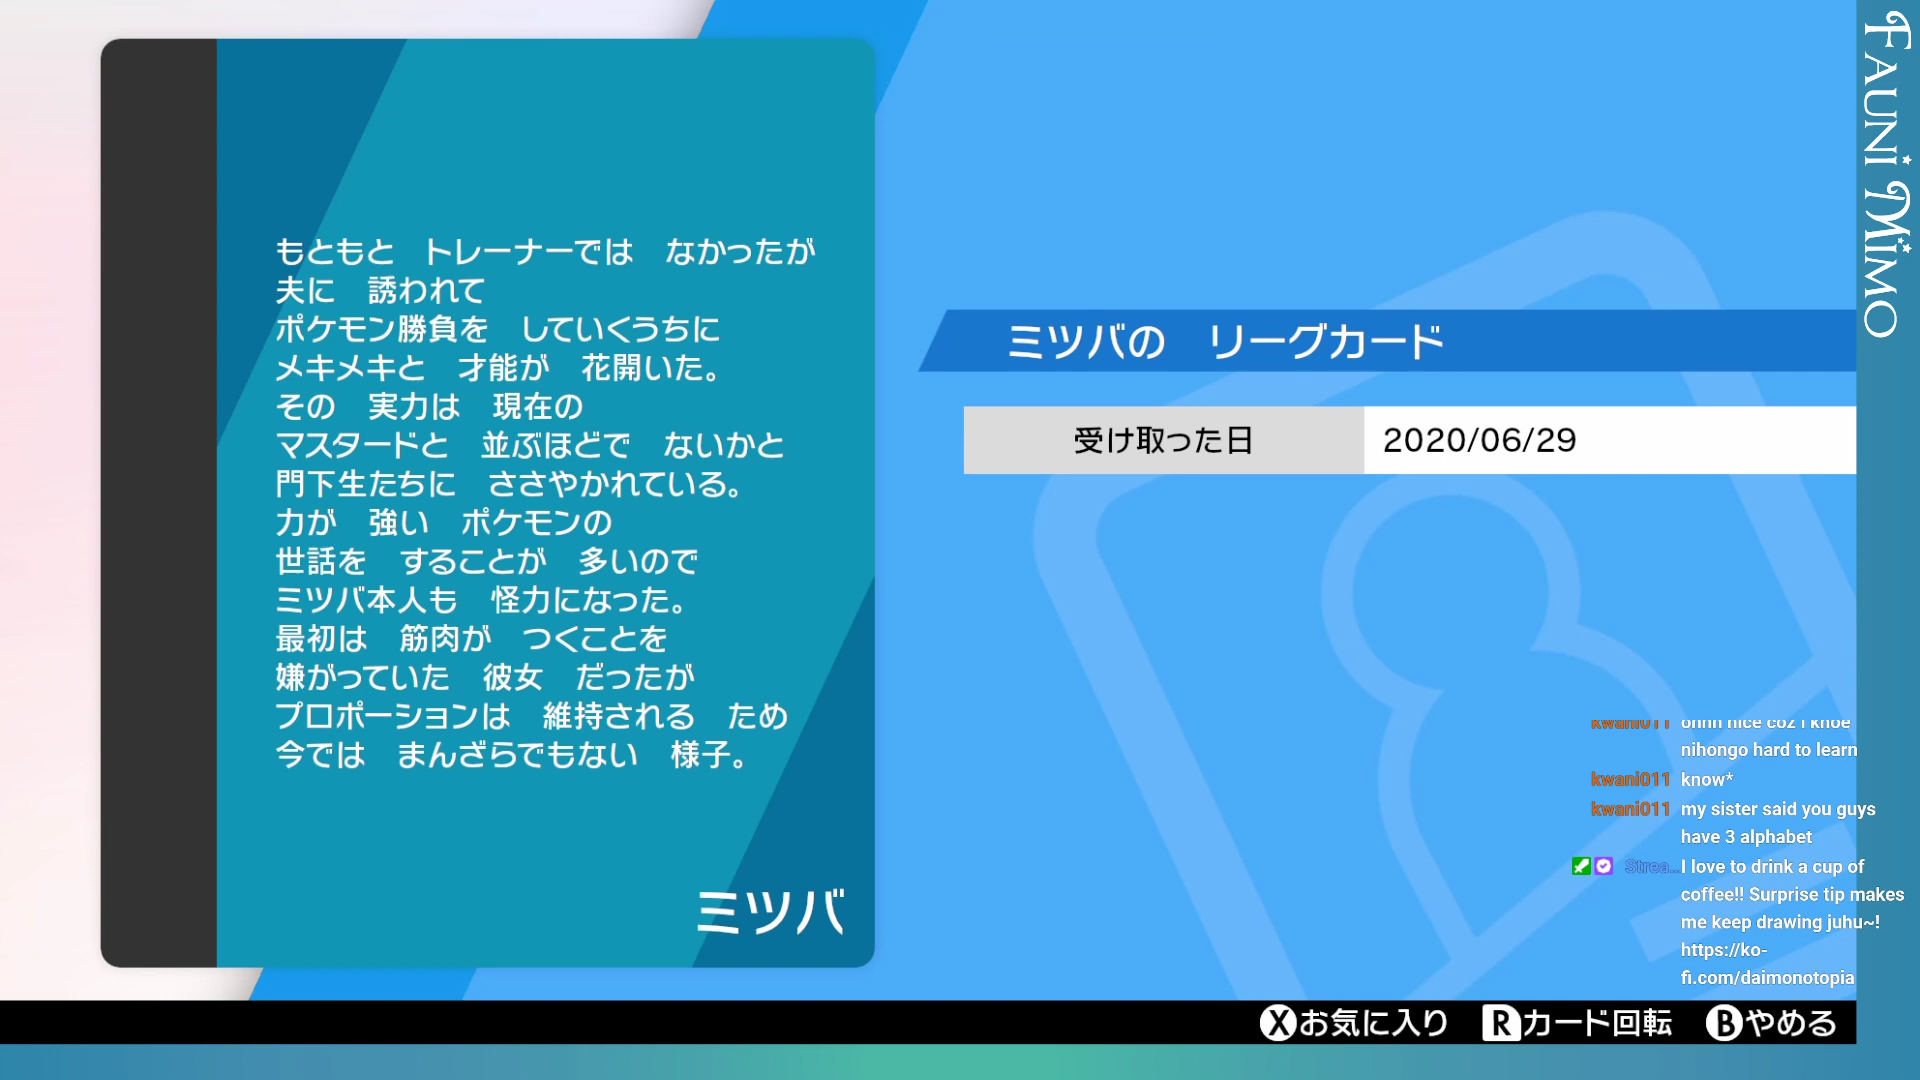 もともと　トレーナーでは　なかったが
夫に　誘われて
ポケモン勝負を　していくうちに
メキメキと　才能が　花開いた。
その　実力は　現在の
マスタードと　並ぶほどで　ないかと
門下生たちに　ささやかれている。
力が　強い　ポケモンの
世話を　することが　多いので
ミツバ本人も　怪力になった。
最初は　筋肉が　つくことを
嫌がっていた　彼女　だったが
プロポーションは　維持される　ため
今では　まんざらでもない　様子。
ミツバ
ミツバの　リーグカード
受け取った日 2020/06/29
kwani011 ohhh nice coz i knoe
nihongo hard to learn
kwani011 know*
kwani011 my sister said you guys
have 3 alphabet
Strea... I love to drink a cup of
coffee!! Surprise tip makes
me keep drawing juhu~!
https://ko-
fi.com/daimonotopia
Xお気に入り Rカード回転 Bやめる
Fauni Mimo